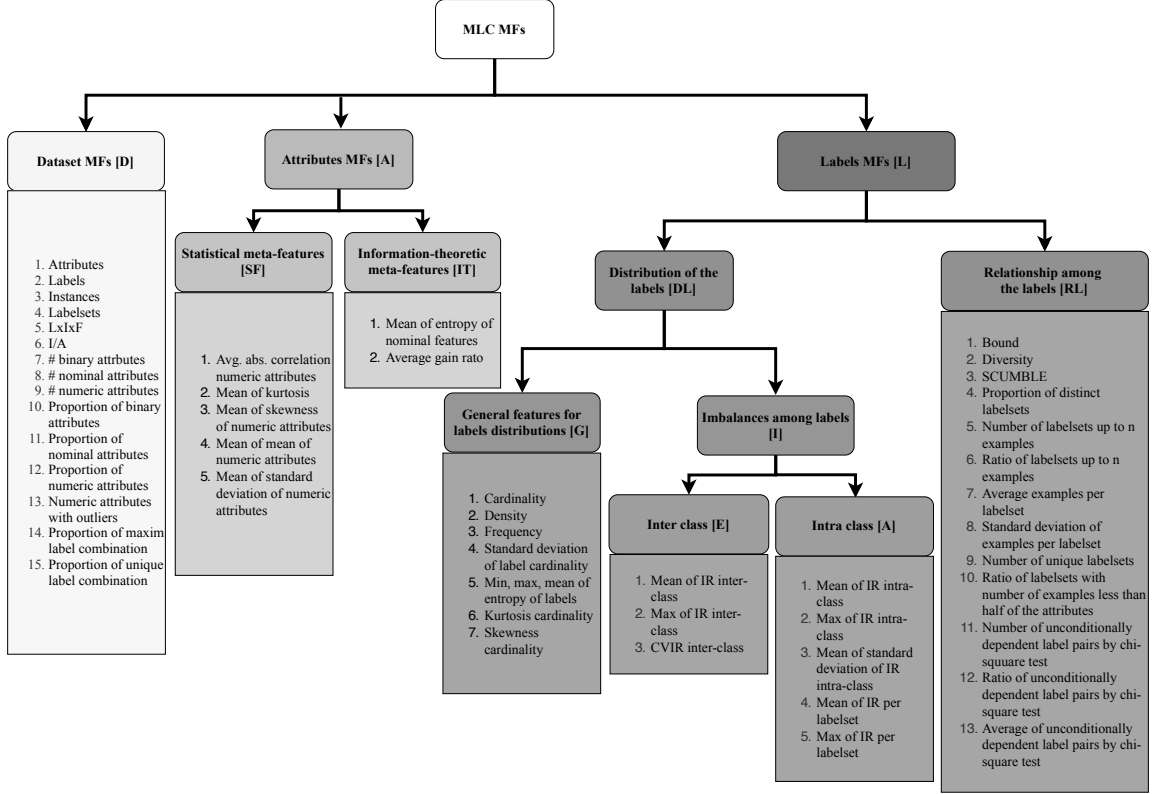 MLC MFs
Dataset MFs [D]
1. Attributes
2. Labels
3. Instances
4. Labelsets
5. LxIxF
6. I/A
7. # binary attrbutes
8. # nominal attributes
9. # numeric attributes
10. Proportion of binary
attributes
11. Proportion of
nominal attributes
12. Proportion of
numeric attributes
13. Numeric attributes
with outliers
14. Proportion of maxim
label combination
15. Proportion of unique
label combination
Attributes MFs [A]
Statistical meta-features
[SF]
1. Avg. abs. correlation
numeric attributes
2. Mean of kurtosis
3. Mean of skewness
of numeric attributes
4. Mean of mean of
numeric attributes
5. Mean of standard
deviation of numeric
attributes
Information-theoretic
meta-features [IT]
1. Mean of entropy of
nominal features
2. Average gain rato
Labels MFs [L]
Distribution of the
labels [DL]
General features for
labels distributions [G]
1. Cardinality
2. Density
3. Frequency
4. Standard deviation
of label cardinality
5. Min, max, mean of
entropy of labels
6. Kurtosis cardinality
7. Skewness
cardinality
Imbalances among labels
[I]
Inter class [E]
1. Mean of IR inter-
class
2. Max of IR inter-
class
3. CVIR inter-class
Intra class [A]
1. Mean of IR intra-
class
2. Max of IR intra-
class
3. Mean of standard
deviation of IR
intra-class
4. Mean of IR per
labelset
5. Max of IR per
labelset
Relationship among
the labels [RL]
1. Bound
2. Diversity
3. SCUMBLE
4. Proportion of distinct
labelsets
5. Number of labelsets up to n
examples
6. Ratio of labelsets up to n
examples
7. Average examples per
labelset
8. Standard deviation of
examples per labelset
9. Number of unique labelsets
10. Ratio of labelsets with
number of examples less than
half of the attributes
11. Number of unconditionally
dependent label pairs by chi-
square test
12. Ratio of unconditionally
dependent label pairs by chi-
square test
13. Average of unconditionally
dependent label pairs by chi-
square test